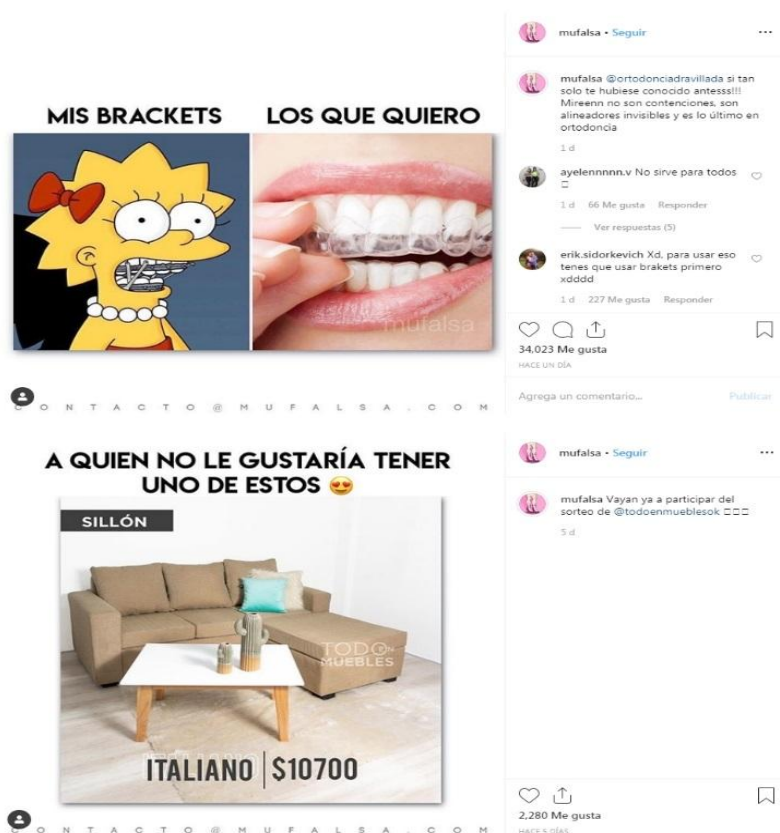 MIS BRACKETS
LOS QUE QUIERO
mufalsa
CONTACTO@MUFALSA.COM
mufalsa • Seguir
mufalsa @ortodonciadravillada si tan
solo te hubiese conocido antesss!!!
Mireenn no son contenciones, son
alineadores invisibles y es lo último en
ortodoncia
1 d
ayelennnnn.v No sirve para todos
1 d 66 Me gusta Responder
Ver respuestas (5)
erik.sidorkevich Xd, para usar eso
tenes que usar brakets primero
xdddd
1 d 227 Me gusta Responder
34,023 Me gusta
HACE UN DÍA
Agrega un comentario...
Publicar
A QUIEN NO LE GUSTARÍA TENER
UNO DE ESTOS 😍
SILLÓN
TODO EN
MUEBLES
ITALIANO | $10700
CONTACTO@MUFALSA.COM
mufalsa • Seguir
mufalsa Vayan ya a participar del
sorteo de @todoenmueblesok
5 d
2,280 Me gusta
HACE 5 DÍAS